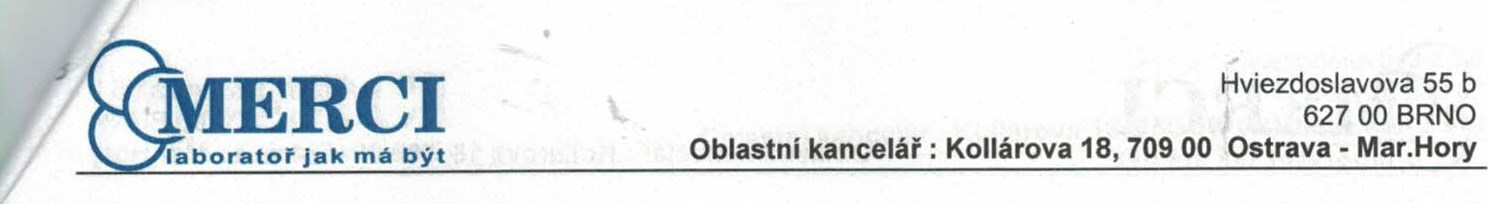 MERCI
laboratoř jak má být
Hviezdoslavova 55 b
627 00 BRNO
Oblastní kancelář : Kollárova 18, 709 00 Ostrava - Mar.Hory